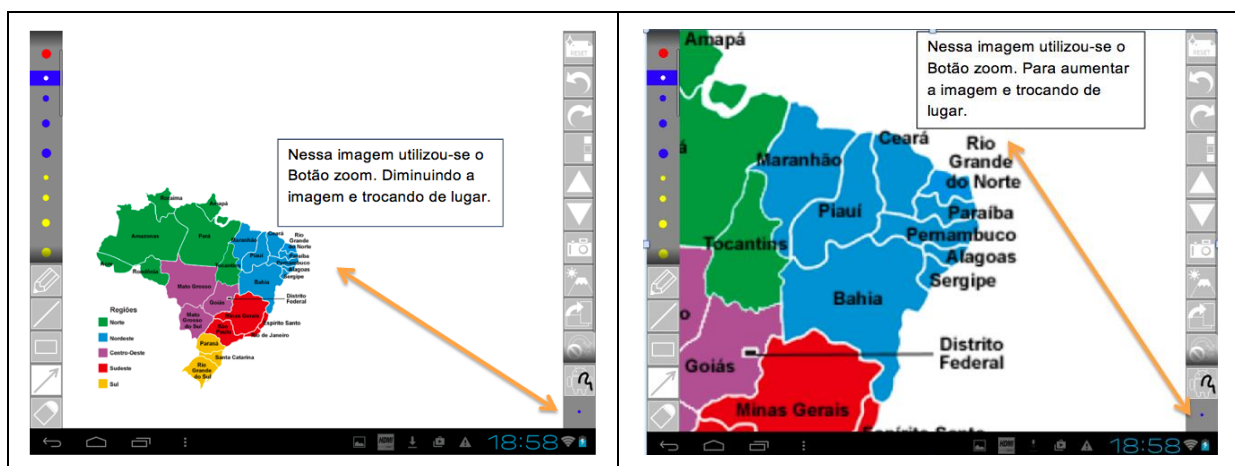 RESET
Nessa imagem utilizou-se o
Botão zoom. Diminuindo a
imagem e trocando de lugar.
Roraima
Amapá
Amazonas
Pará
Maranhão
Ceará
Rio
Grande
do Norte
Piauí
Paraíba
Pernambuco
Alagoas
Sergipe
Acre
Rondônia
Tocantins
Bahia
Mato Grosso
Goiás
Distrito
Federal
Mato
Grosso
do Sul
Minas Gerais
Espírito Santo
São
Paulo
Rio de Janeiro
Paraná
Santa Catarina
Rio
Grande
do Sul
Regiões
Norte
Nordeste
Centro-Oeste
Sudeste
Sul
HDMI
18:58
RESET
Nessa imagem utilizou-se o
Botão zoom. Para aumentar
a imagem e trocando de
lugar.
Amapá
á
Maranhão
Ceará
Rio
Grande
do Norte
Piauí
Paraíba
Pernambuco
Tocantins
Alagoas
Sergipe
Bahia
o
Distrito
Federal
Goiás
Minas Gerais
Espírito Santo
HDMI
18:58